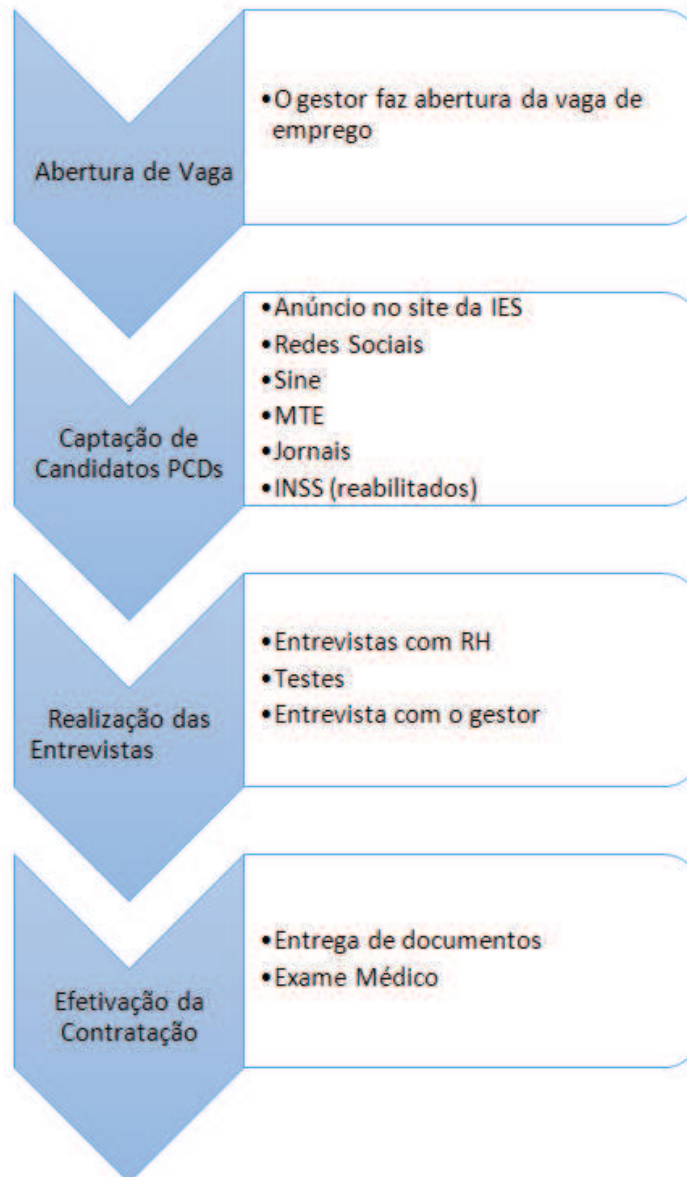 Abertura de Vaga
•O gestor faz abertura da vaga de
emprego
Captação de
Candidatos PCDs
•Anúncio no site da IES
•Redes Sociais
•Sine
•MTE
•Jornais
•INSS (reabilitados)
Realização das
Entrevistas
•Entrevistas com RH
•Testes
•Entrevista com o gestor
Efetivação da
Contratação
•Entrega de documentos
•Exame Médico